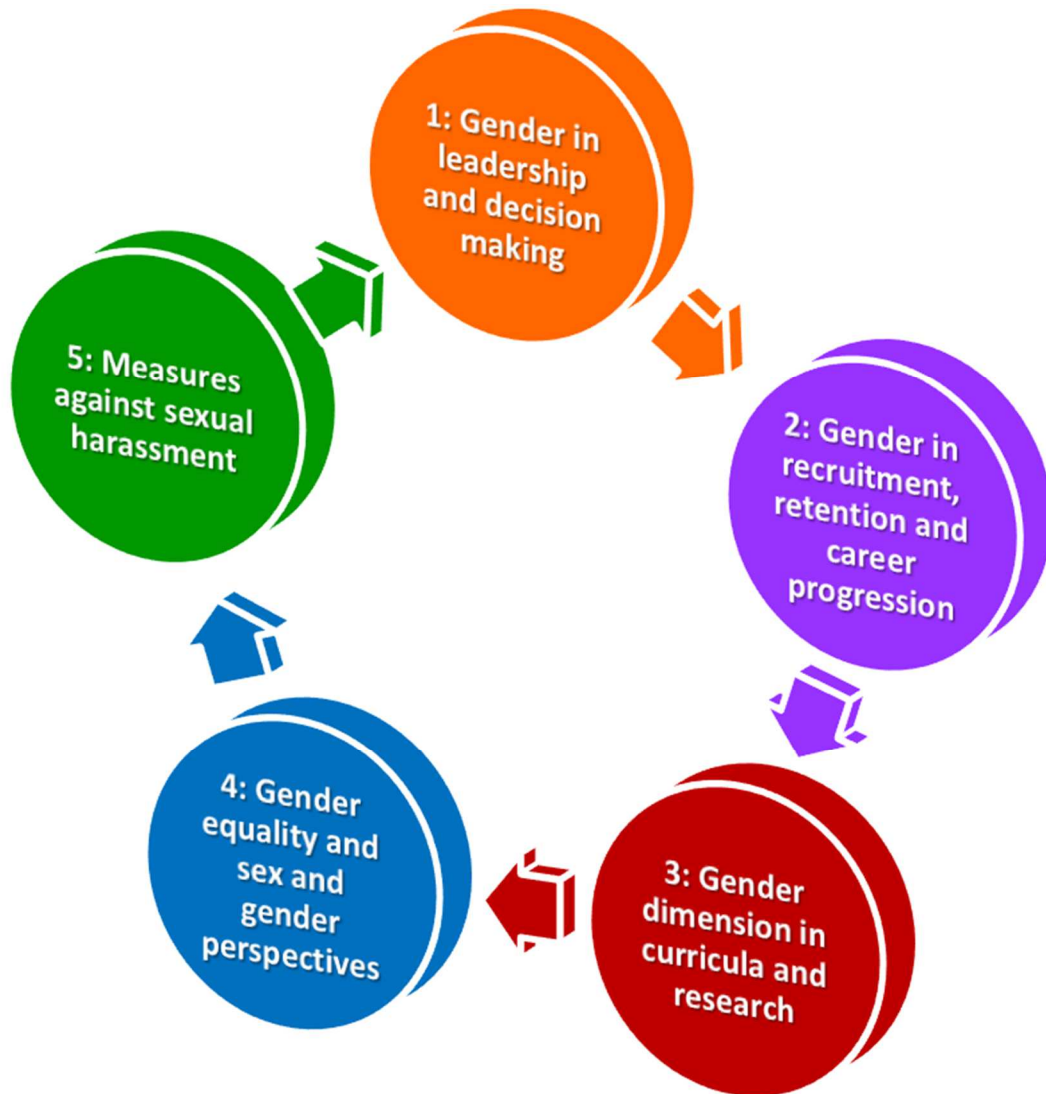 1: Gender in
leadership
and decision
making
2: Gender in
recruitment,
retention and
career
progression
3: Gender
dimension in
curricula and
research
4: Gender
equality and
sex and
gender
perspectives
5: Measures
against sexual
harassment